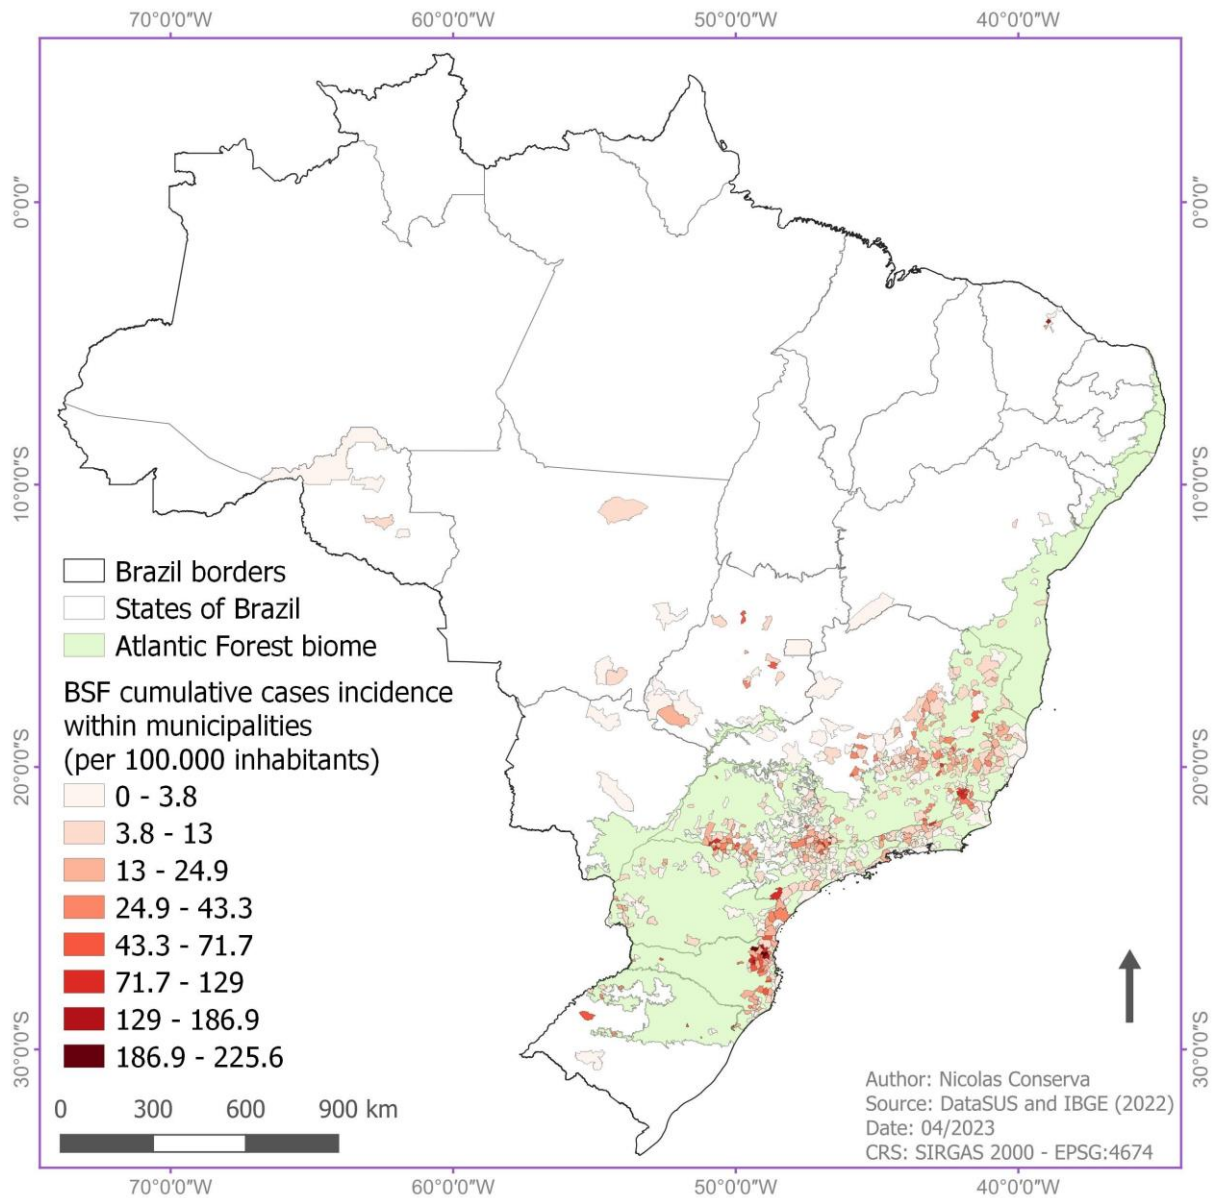 70°0'0"W 60°0'0"W 50°0'0"W 40°0'0"W
0°0'0" 0°0'0"
10°0'0"S 10°0'0"S
Brazil borders
States of Brazil
Atlantic Forest biome
BSF cumulative cases incidence
within municipalities
(per 100.000 inhabitants)
20°0'0"S 20°0'0"S
0 - 3.8
3.8 - 13
13 - 24.9
24.9 - 43.3
43.3 - 71.7
71.7 - 129
129 - 186.9
186.9 - 225.6
30°0'0"S 30°0'0"S
0 300 600 900 km
Author: Nicolas Conserva
Source: DataSUS and IBGE (2022)
Date: 04/2023
CRS: SIRGAS 2000 - EPSG:4674
70°0'0"W 60°0'0"W 50°0'0"W 40°0'0"W